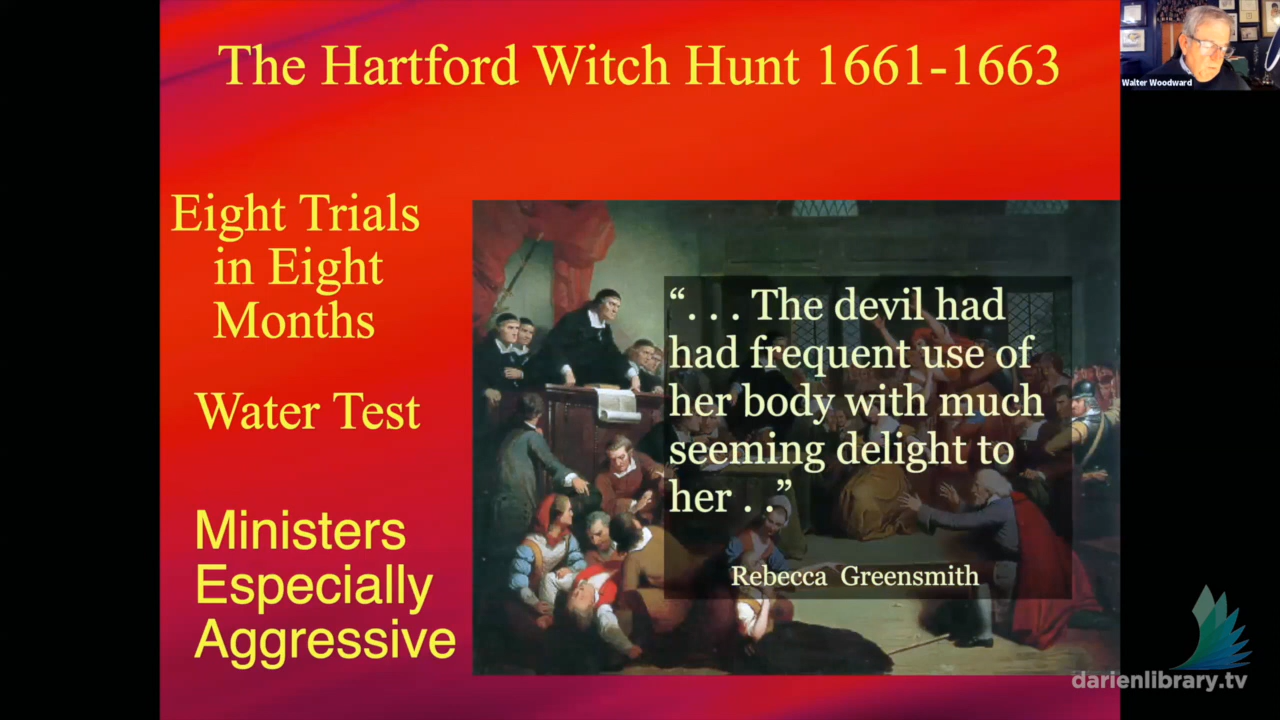 The Hartford Witch Hunt 1661-1663
Walter Woodward
Eight Trials
in Eight
Months
Water Test
Ministers
Especially
Aggressive
“. . . The devil had
had frequent use of
her body with much
seeming delight to
her . .”
Rebecca Greensmith
darienlibrary.tv